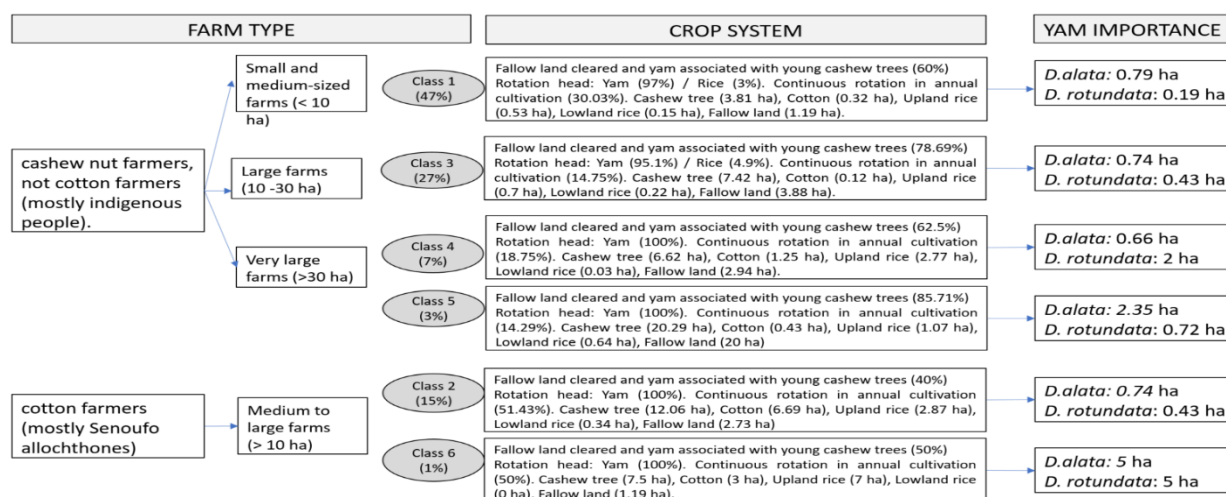 FARM TYPE
CROP SYSTEM
YAM IMPORTANCE
cashew nut farmers,
not cotton farmers
(mostly indigenous
people).
Small and
medium-sized
farms (< 10
ha)
Class 1
(47%)
Fallow land cleared and yam associated with young cashew trees (60%)
Rotation head: Yam (97%) / Rice (3%). Continuous rotation in annual
cultivation (30.03%). Cashew tree (3.81 ha), Cotton (0.32 ha), Upland rice
(0.53 ha), Lowland rice (0.15 ha), Fallow land (1.19 ha).
D.alata: 0.79 ha
D. rotundata: 0.19 ha
Large farms
(10 -30 ha)
Class 3
(27%)
Fallow land cleared and yam associated with young cashew trees (78.69%)
Rotation head: Yam (95.1%) / Rice (4.9%). Continuous rotation in annual
cultivation (14.75%). Cashew tree (7.42 ha), Cotton (0.12 ha), Upland rice
(0.7 ha), Lowland rice (0.22 ha), Fallow land (3.88 ha).
D.alata: 0.74 ha
D. rotundata: 0.43 ha
Very large
farms (>30 ha)
Class 4
(7%)
Fallow land cleared and yam associated with young cashew trees (62.5%)
Rotation head: Yam (100%). Continuous rotation in annual cultivation
(18.75%). Cashew tree (6.62 ha), Cotton (1.25 ha), Upland rice (2.77 ha),
Lowland rice (0.03 ha), Fallow land (2.94 ha).
D.alata: 0.66 ha
D. rotundata: 2 ha
Class 5
(3%)
Fallow land cleared and yam associated with young cashew trees (85.71%)
Rotation head: Yam (100%). Continuous rotation in annual cultivation
(14.29%). Cashew tree (20.29 ha), Cotton (0.43 ha), Upland rice (1.07 ha),
Lowland rice (0.64 ha), Fallow land (20 ha)
D.alata: 2.35 ha
D. rotundata: 0.72 ha
cotton farmers
(mostly Senoufo
allochthones)
Medium to
large farms
(> 10 ha)
Class 2
(15%)
Fallow land cleared and yam associated with young cashew trees (40%)
Rotation head: Yam (100%). Continuous rotation in annual cultivation
(51.43%). Cashew tree (12.06 ha), Cotton (6.69 ha), Upland rice (2.87 ha),
Lowland rice (0.34 ha), Fallow land (2.73 ha)
D.alata: 0.74 ha
D. rotundata: 0.43 ha
Class 6
(1%)
Fallow land cleared and yam associated with young cashew trees (50%)
Rotation head: Yam (100%). Continuous rotation in annual cultivation
(50%). Cashew tree (7.5 ha), Cotton (3 ha), Upland rice (7 ha), Lowland rice
(0 ha). Fallow land (1.19 ha).
D.alata: 5 ha
D. rotundata: 5 ha